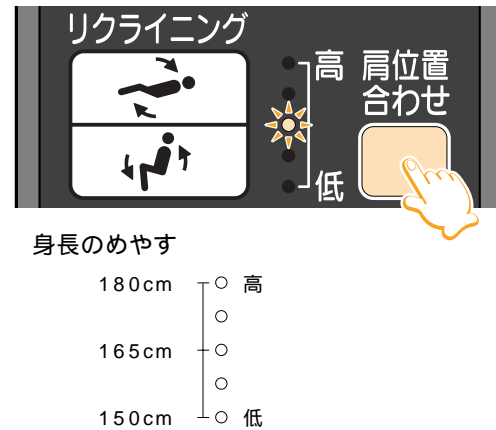 リクライニング
高
肩位置
合わせ
低
身長のめやす
180cm 高
165cm
150cm 低